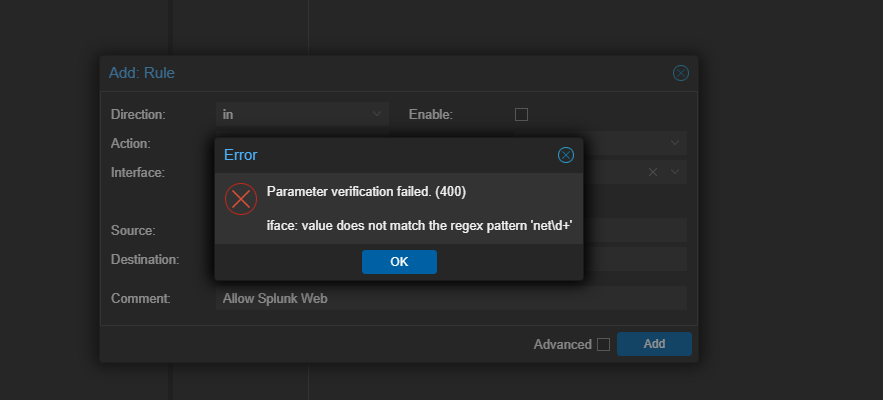 Add: Rule
Direction: in Enable:
Action:
Error
Interface:
Parameter verification failed. (400)
iface: value does not match the regex pattern 'net\d+'
Source:
Destination:
OK
Comment: Allow Splunk Web
Advanced Add